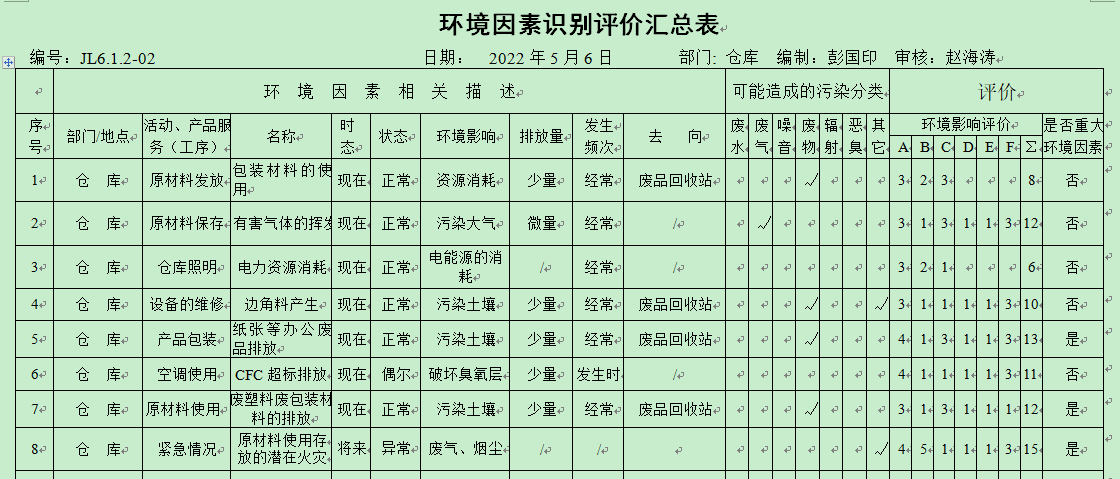 环境因素识别评价汇总表
编号：JL6.1.2-02 日期： 2022 年 5 月 6 日 部门: 仓库 编制：彭国印 审核：赵海涛
环 境 因 素 相 关 描 述 可能造成的污染分类 评价
序号 部门/地点 活动、产品服务（工序） 名称 时态 状态 环境影响 排放量 发生频次 去 向 废水 废气 噪音 废物 辐射 恶臭 其它 环境影响评价 是否重大环境因素
A B C D E F Σ
1 仓 库 原材料发放 包装材料的使用 现在 正常 资源消耗 少量 经常 废品回收站 ✓ 3 2 3 8 否
2 仓 库 原材料保存 有害气体的挥发 现在 正常 污染大气 微量 经常 / ✓ 3 1 3 1 1 3 12 否
3 仓 库 仓库照明 电力资源消耗 现在 正常 电能源的消耗 / 经常 / 3 2 1 6 否
4 仓 库 设备的维修 边角料产生 现在 正常 污染土壤 少量 经常 废品回收站 ✓ ✓ 3 1 1 1 1 3 10 否
5 仓 库 产品包装 纸张等办公废品排放 现在 正常 污染土壤 少量 经常 废品回收站 ✓ 4 1 3 1 1 3 13 是
6 仓 库 空调使用 CFC 超标排放 现在 偶尔 破坏臭氧层 少量 发生时 / 4 1 1 1 1 3 11 否
7 仓 库 原材料使用 废塑料废包装材料的排放 现在 正常 污染土壤 少量 经常 废品回收站 ✓ 3 1 3 1 1 1 12 是
8 仓 库 紧急情况 原材料使用存放的潜在火灾 将来 异常 废气、烟尘 / / ✓ 4 5 1 1 1 3 15 是